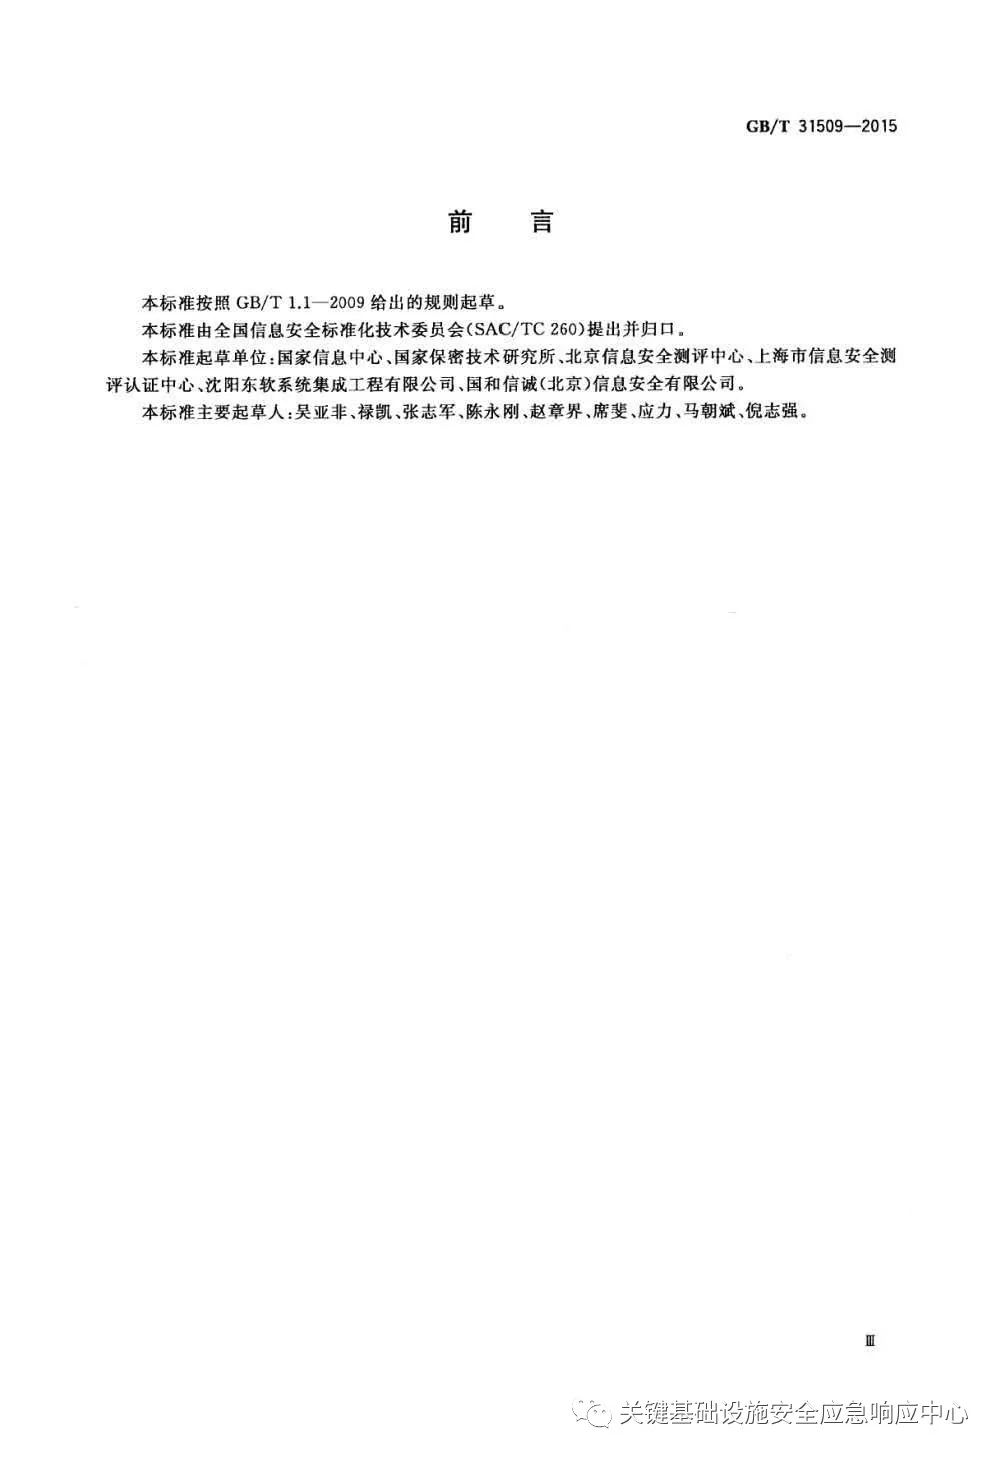 GB/T 31509—2015
前言
本标准按照 GB/T 1.1—2009 给出的规则起草。
本标准由全国信息安全标准化技术委员会(SAC/TC 260)提出并归口。
本标准起草单位:国家信息中心、国家保密技术研究所、北京信息安全测评中心、上海市信息安全测
评认证中心、沈阳东软系统集成工程有限公司、国和信诚(北京)信息安全有限公司。
本标准主要起草人:吴亚非、禄凯、张志军、陈永刚、赵章界、席斐、应力、马朝斌、倪志强。
Ⅲ
关键基础设施安全应急响应中心